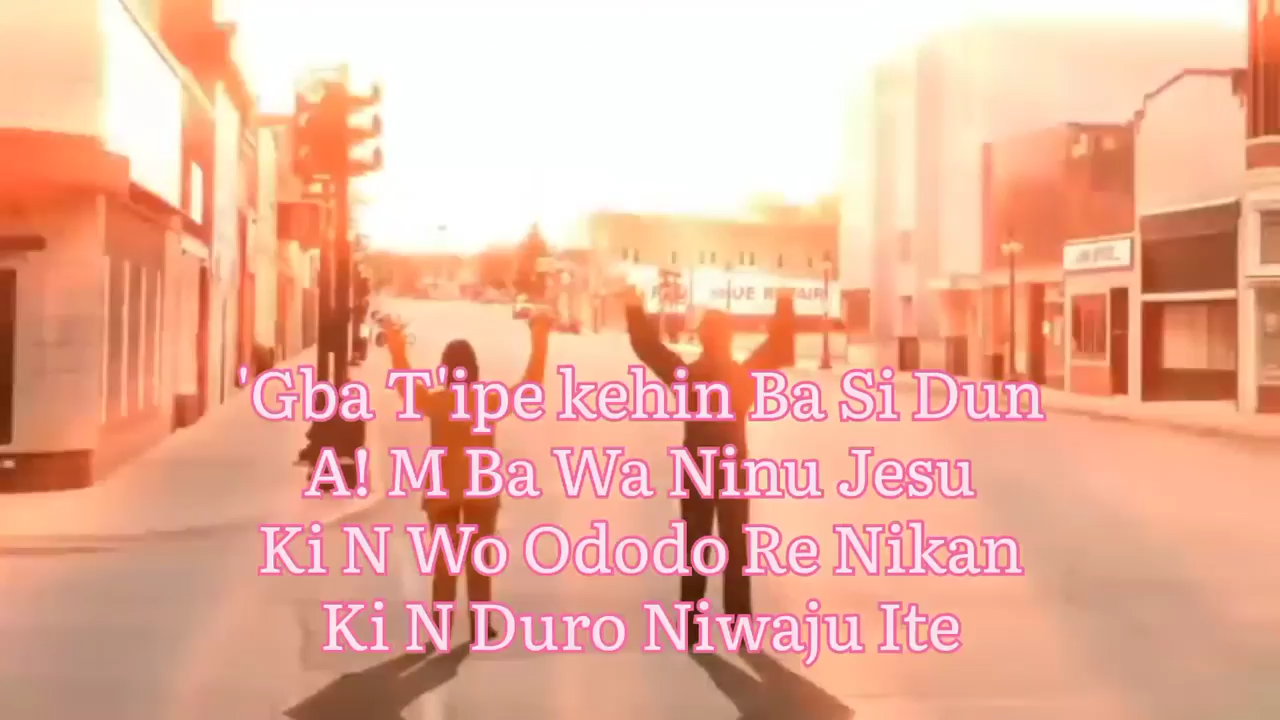 'Gba T'ipe kehin Ba Si Dun
A! M Ba Wa Ninu Jesu
Ki N Wo Ododo Re Nikan
Ki N Duro Niwaju Ite